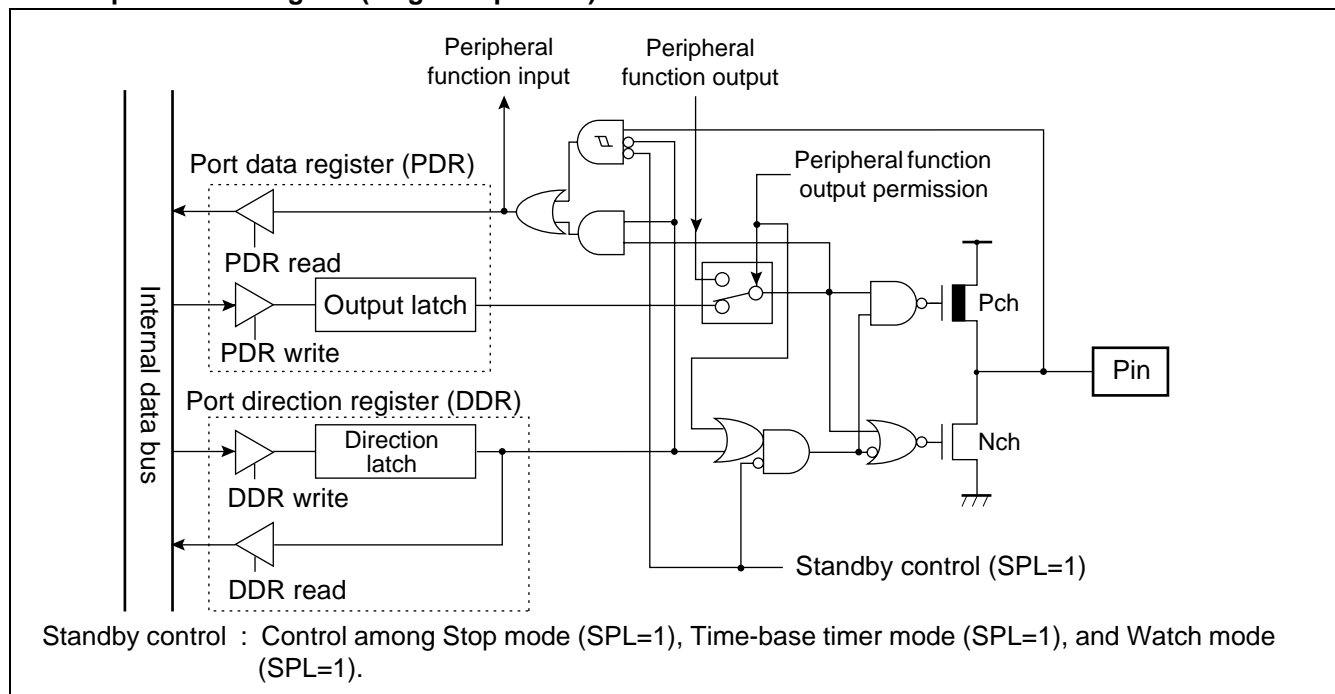 Peripheral
function input
Peripheral
function output
Port data register (PDR)
Peripheral function
output permission
PDR read
Output latch
PDR write
Pch
Pin
Internal data bus
Port direction register (DDR)
Direction
latch
Nch
DDR write
Standby control (SPL=1)
DDR read
Standby control : Control among Stop mode (SPL=1), Time-base timer mode (SPL=1), and Watch mode
(SPL=1).